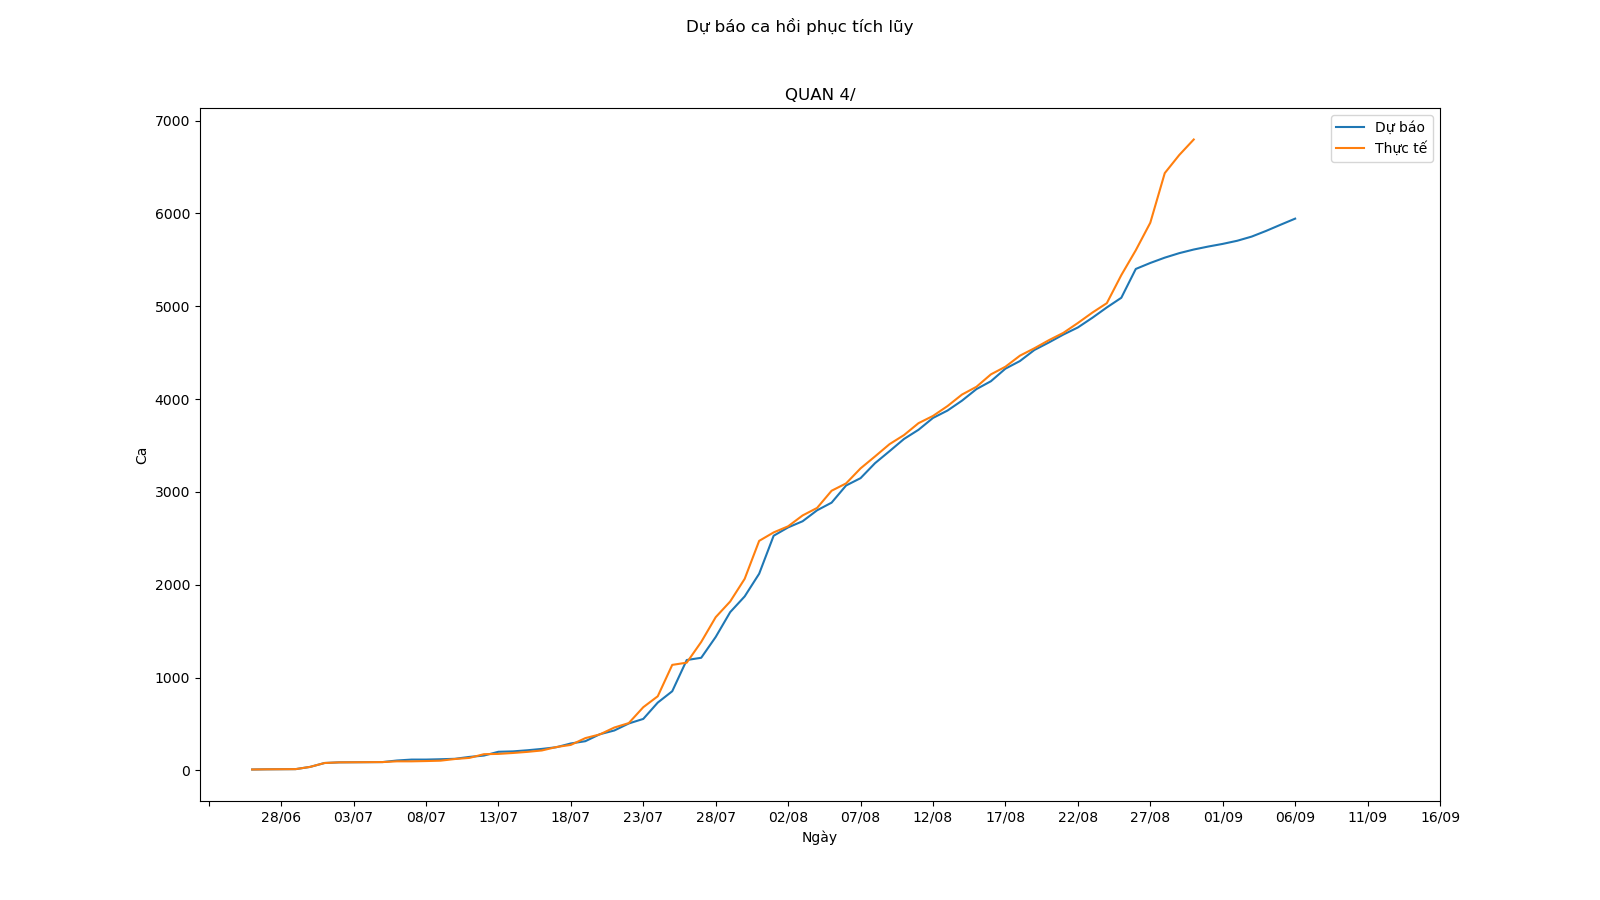 Dự báo ca hồi phục tích lũy
QUAN 4/
Dự báo
Thực tế
7000
6000
5000
4000
3000
2000
1000
0
Ca
28/06 03/07 08/07 13/07 18/07 23/07 28/07 02/08 07/08 12/08 17/08 22/08 27/08 01/09 06/09 11/09 16/09
Ngày